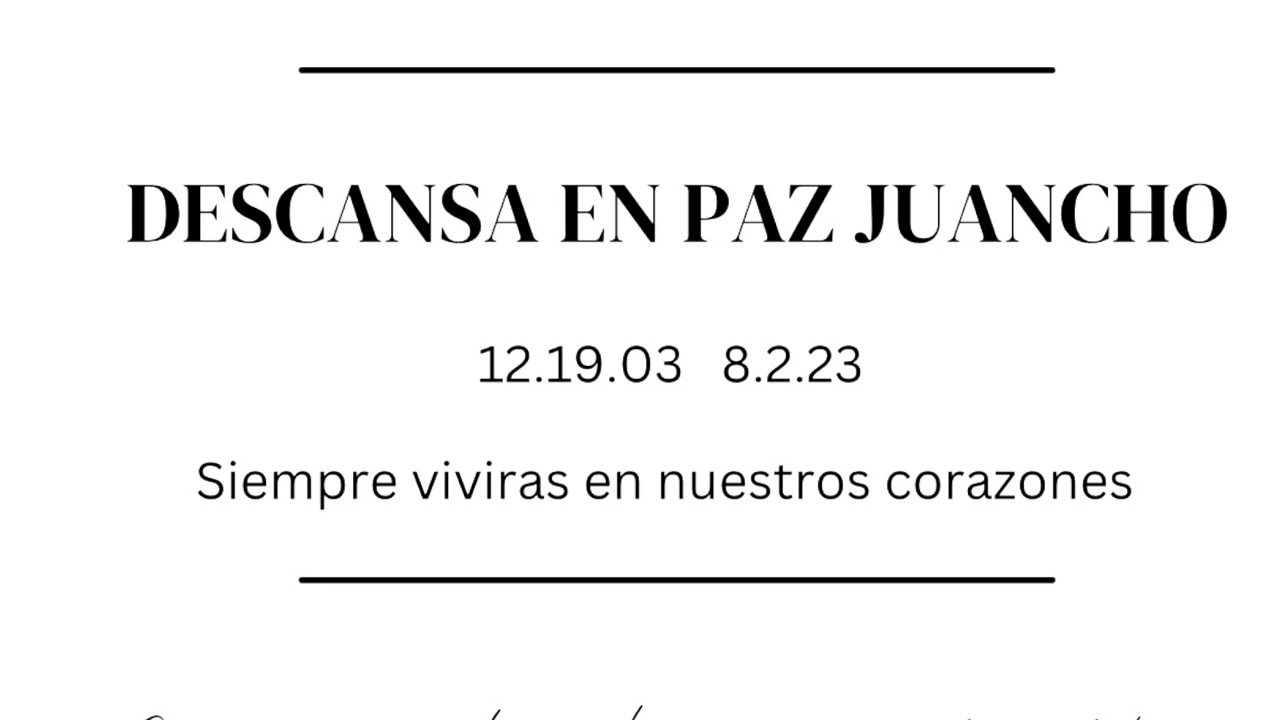 DESCANSA EN PAZ JUANCHO
12.19.03 8.2.23
Siempre viviras en nuestros corazones